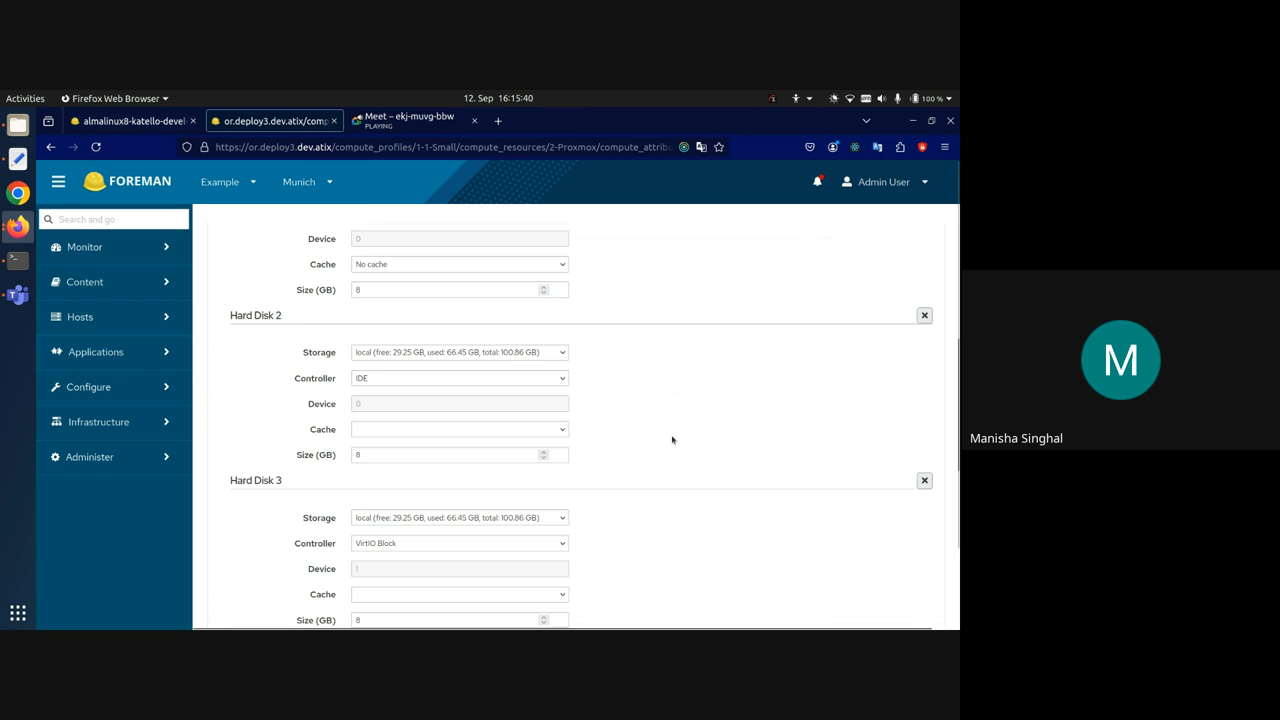 Activities
Firefox Web Browser
12. Sep 16:15:40
100 %
almalinux8-katello-devel
or.deploy3.dev.atix/comp
Meet – ekj-muvg-bbw
PLAYING
https://or.deploy3.dev.atix/compute_profiles/1-1-Small/compute_resources/2-Proxmox/compute_attribu
FOREMAN
Example
Munich
Admin User
Search and go
Monitor
Content
Hosts
Applications
Configure
Infrastructure
Administer
Device 0
Cache No cache
Size (GB) 8
Hard Disk 2
Storage local (free: 29.25 GB, used: 66.45 GB, total: 100.86 GB)
Controller IDE
Device 0
Cache
Size (GB) 8
Hard Disk 3
Storage local (free: 29.25 GB, used: 66.45 GB, total: 100.86 GB)
Controller VirtIO Block
Device 1
Cache
Size (GB) 8
M
Manisha Singhal